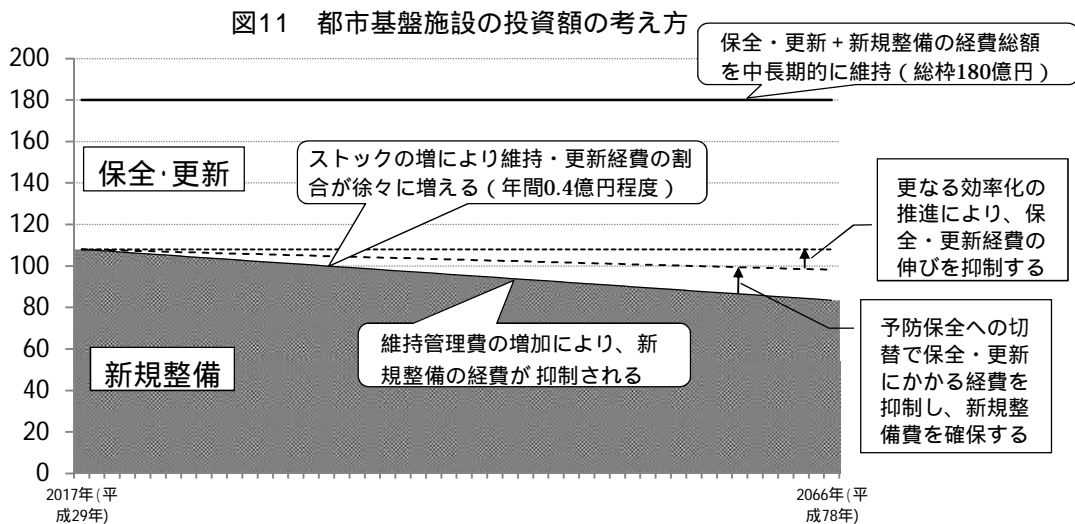 図11　都市基盤施設の投資額の考え方
保全・更新＋新規整備の経費総額
を中長期的に維持（総枠180億円）
200
180
160
140
120
100
80
60
40
20
0
保全・更新
ストックの増により維持・更新経費の割
合が徐々に増える（年間0.4億円程度）
更なる効率化の
推進により、保
全・更新経費の
伸びを抑制する
新規整備
維持管理費の増加により、新
規整備の経費が抑制される
予防保全への切
替で保全・更新
にかかる経費を
抑制し、新規整
備費を確保する
2017年(平
成29年)
2066年(平
成78年)